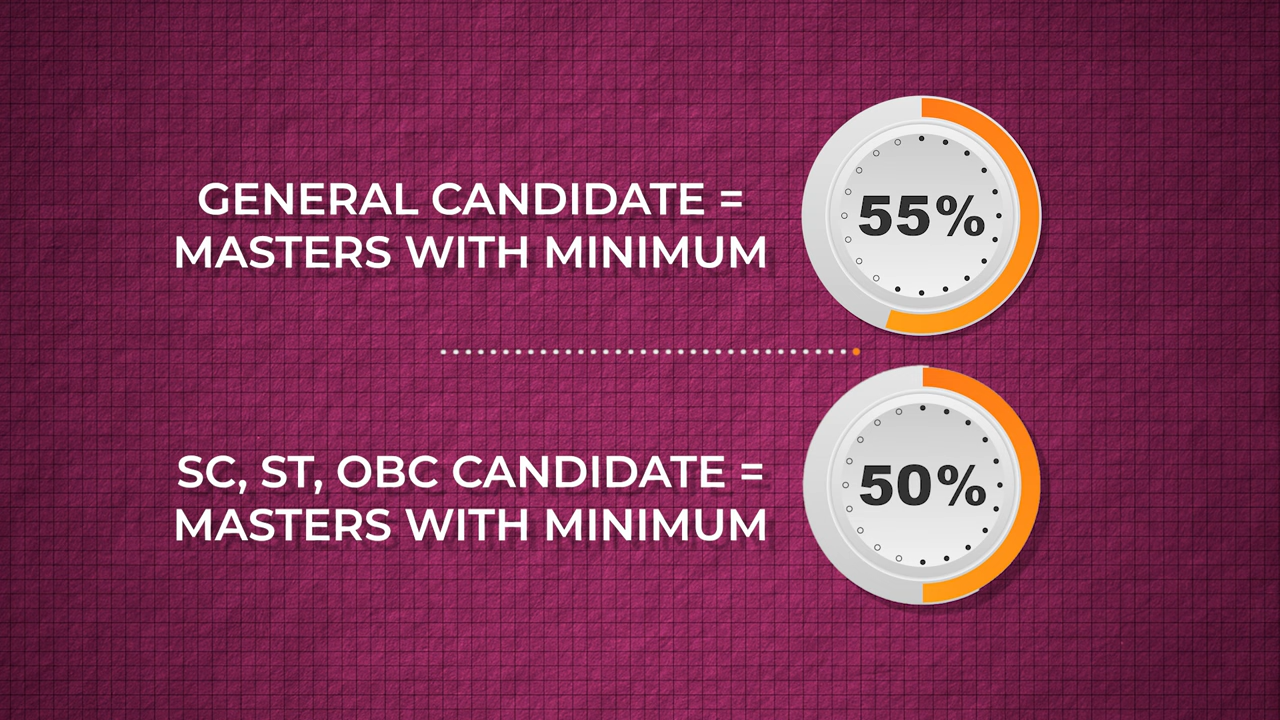 GENERAL CANDIDATE =
MASTERS WITH MINIMUM
55%
SC, ST, OBC CANDIDATE =
MASTERS WITH MINIMUM
50%